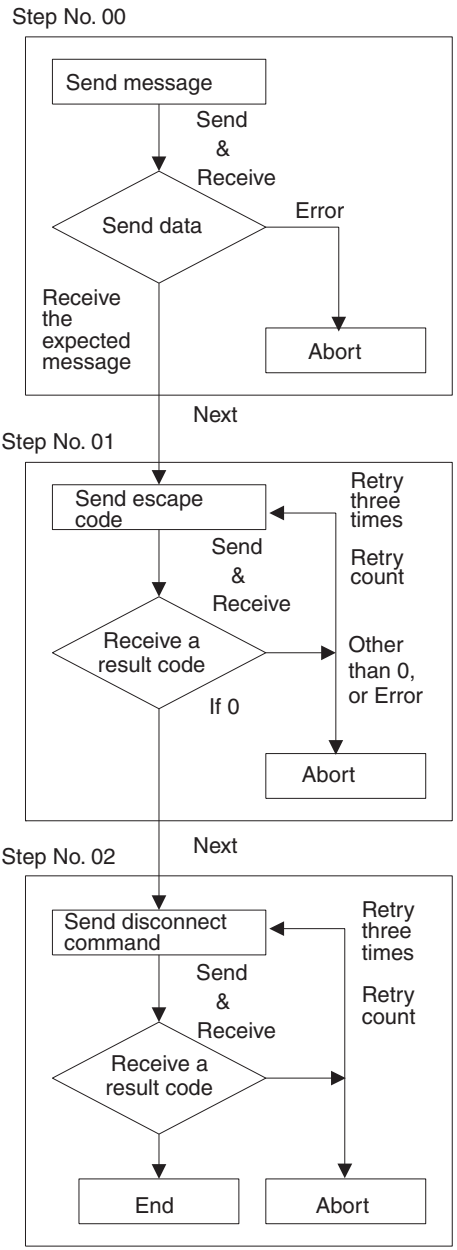 Step No. 00
Send message
Send
&
Receive
Send data
Error
Receive
the
expected
message
Abort
Next
Step No. 01
Send escape
code
Retry
three
times
Send
&
Receive
Retry
count
Receive a
result code
Other
than 0,
or Error
If 0
Abort
Next
Step No. 02
Send disconnect
command
Retry
three
times
Send
&
Receive
Retry
count
Receive a
result code
End
Abort